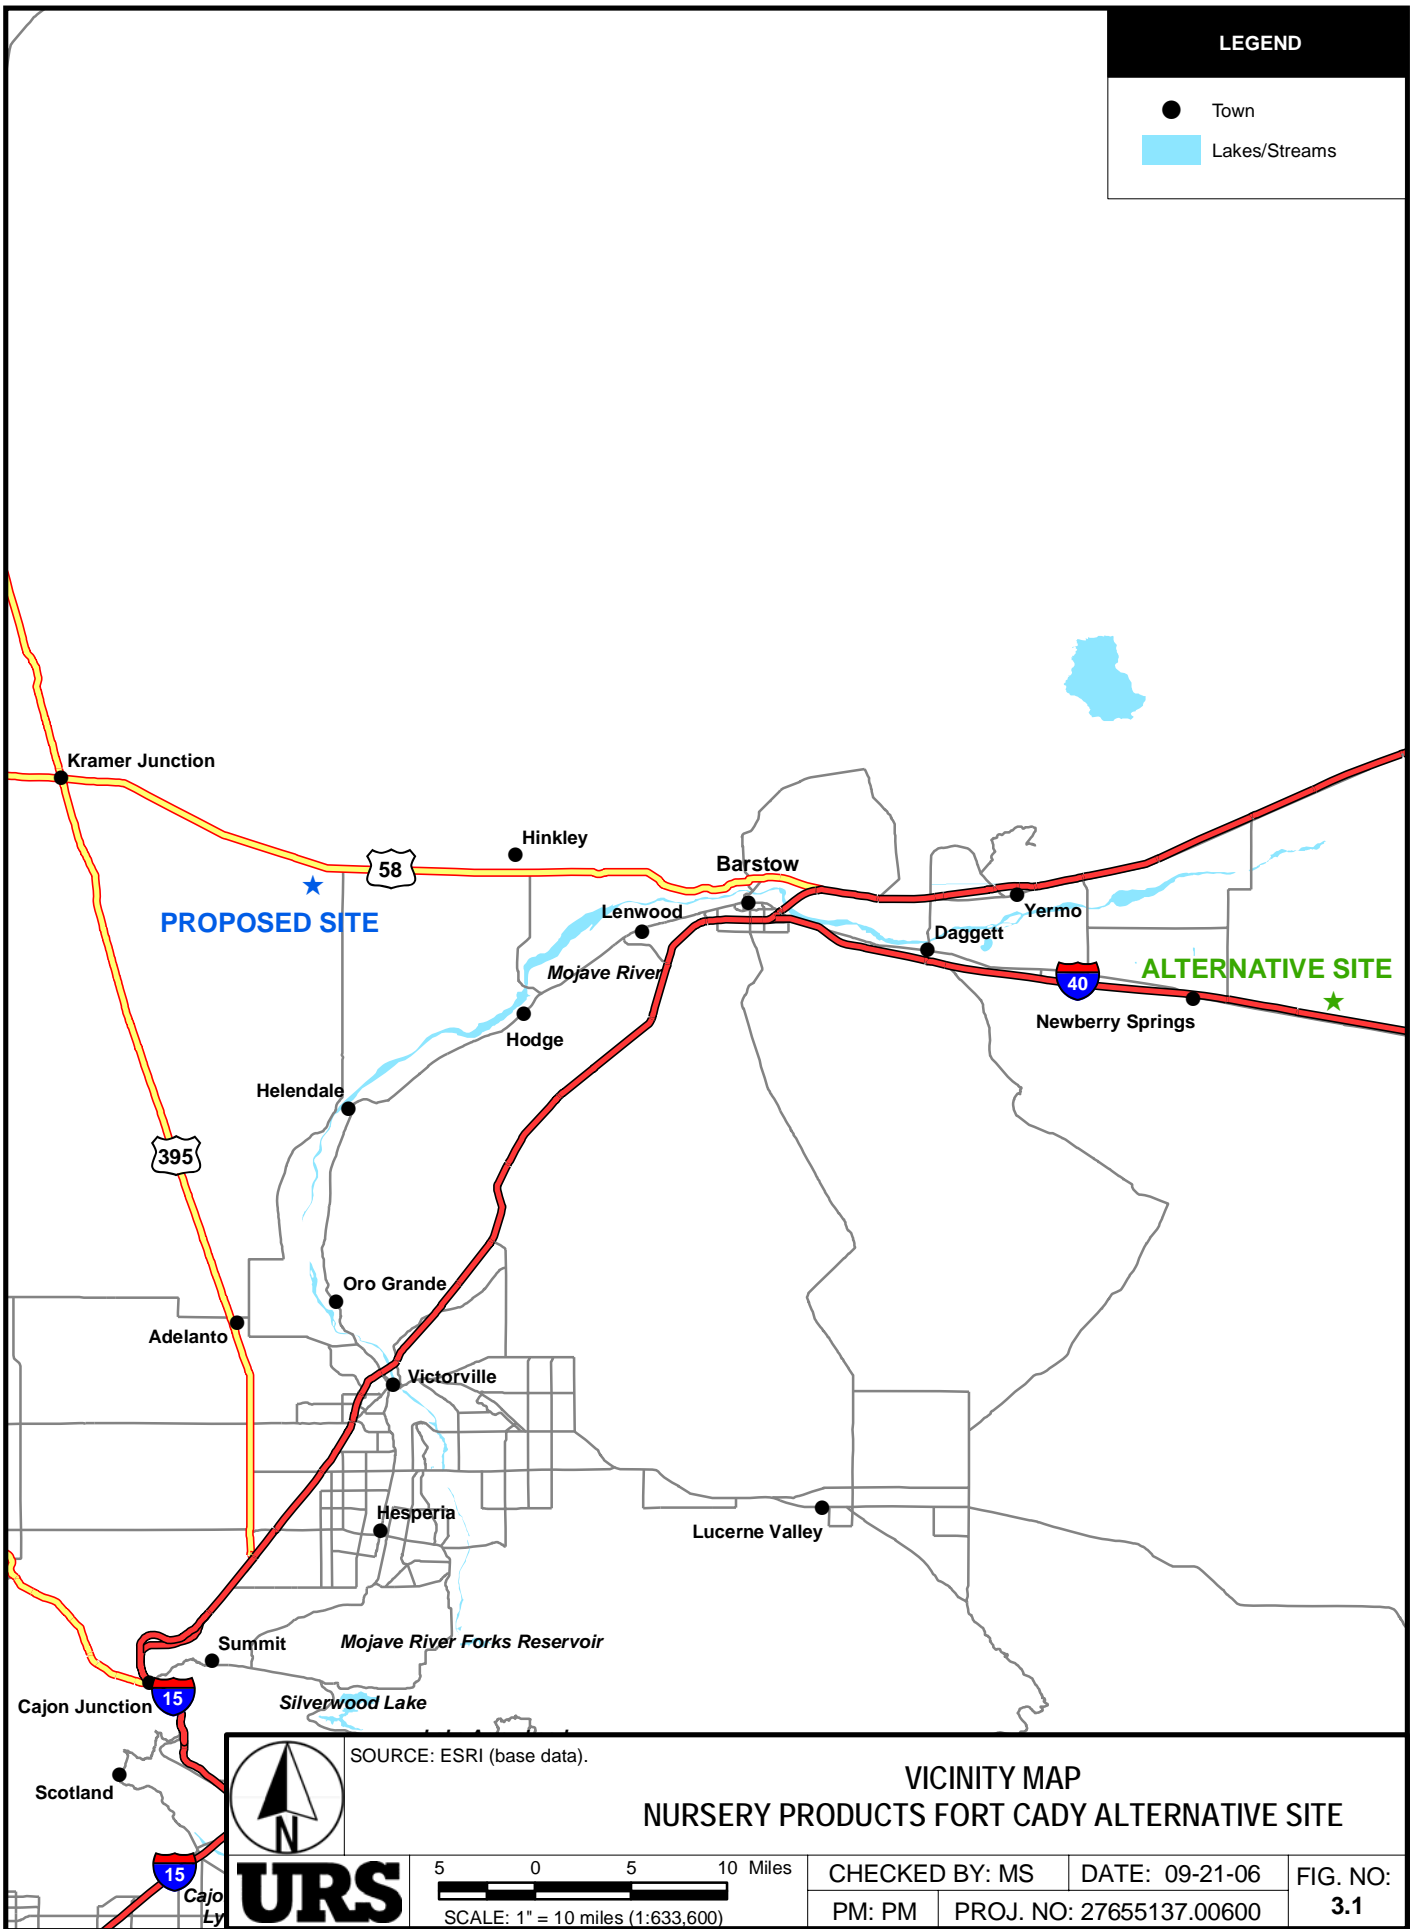 LEGEND
Town
Lakes/Streams
Kramer Junction
Hinkley
58
Barstow
PROPOSED SITE
Lenwood
Yermo
Daggett
Mojave River
ALTERNATIVE SITE
40
Newberry Springs
Hodge
Helendale
395
Oro Grande
Adelanto
Victorville
Hesperia
Lucerne Valley
Summit
Mojave River Forks Reservoir
Cajon Junction
15
Silverwood Lake
Scotland
15
Cajo
Ly
SOURCE: ESRI (base data).
VICINITY MAP
NURSERY PRODUCTS FORT CADY ALTERNATIVE SITE
N
URS
5 0 5 10 Miles
SCALE: 1" = 10 miles (1:633,600)
CHECKED BY: MS
DATE: 09-21-06
PM: PM
PROJ. NO: 27655137.00600
FIG. NO:
3.1